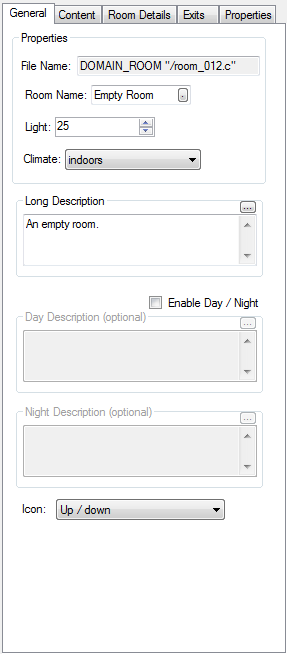 General Content Room Details Exits Properties
Properties
File Name: DOMAIN_ROOM "/room_012.c"
Room Name: Empty Room
Light: 25
Climate: indoors
Long Description ...
An empty room.
Enable Day / Night
Day Description (optional) ...
Night Description (optional) ...
Icon: Up / down